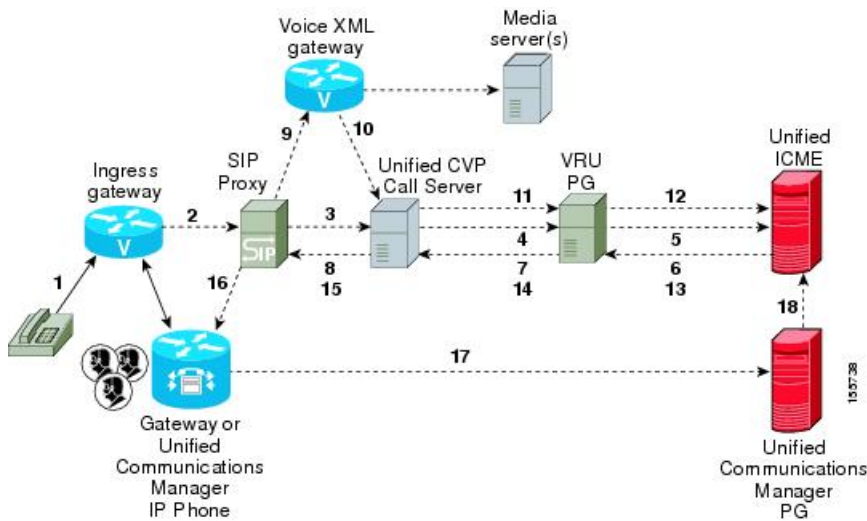 Voice XML
gateway
Media
server(s)
9
10
Ingress
gateway
SIP
Proxy
Unified CVP
Call Server
VRU
PG
Unified
ICME
V
V
SIP
1
2
3
11
12
4
5
8
7
6
15
14
13
16
17
18
Gateway or
Unified
Communications
Manager
IP Phone
Unified
Communications
Manager
PG
155738